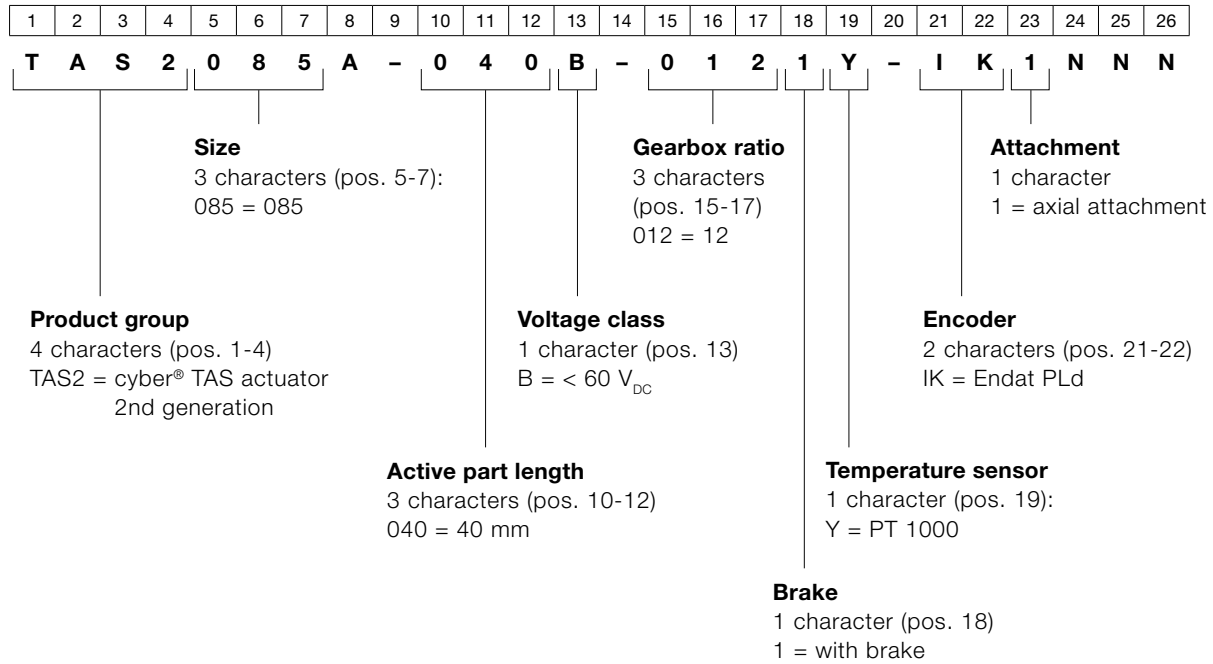 1 2 3 4 5 6 7 8 9 10 11 12 13 14 15 16 17 18 19 20 21 22 23 24 25 26
T A S 2 0 8 5 A – 0 4 0 B – 0 1 2 1 Y – I K 1 N N N
Size
3 characters (pos. 5-7):
085 = 085
Gearbox ratio
3 characters
(pos. 15-17)
012 = 12
Attachment
1 character
1 = axial attachment
Product group
4 characters (pos. 1-4)
TAS2 = cyber® TAS actuator
2nd generation
Voltage class
1 character (pos. 13)
B = < 60 V_DC
Encoder
2 characters (pos. 21-22)
IK = Endat PLd
Active part length
3 characters (pos. 10-12)
040 = 40 mm
Temperature sensor
1 character (pos. 19):
Y = PT 1000
Brake
1 character (pos. 18)
1 = with brake